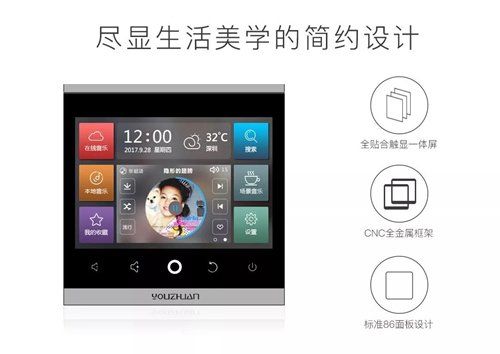 尽显生活美学的简约设计
在线音乐
12:00
2017.9.28 星期四
32℃
深圳
搜索
全贴合触显一体屏
本地音乐
隐形的翅膀
15
场景音乐
CNC全金属框架
我的收藏
设置
YOUZHUAN
标准86面板设计